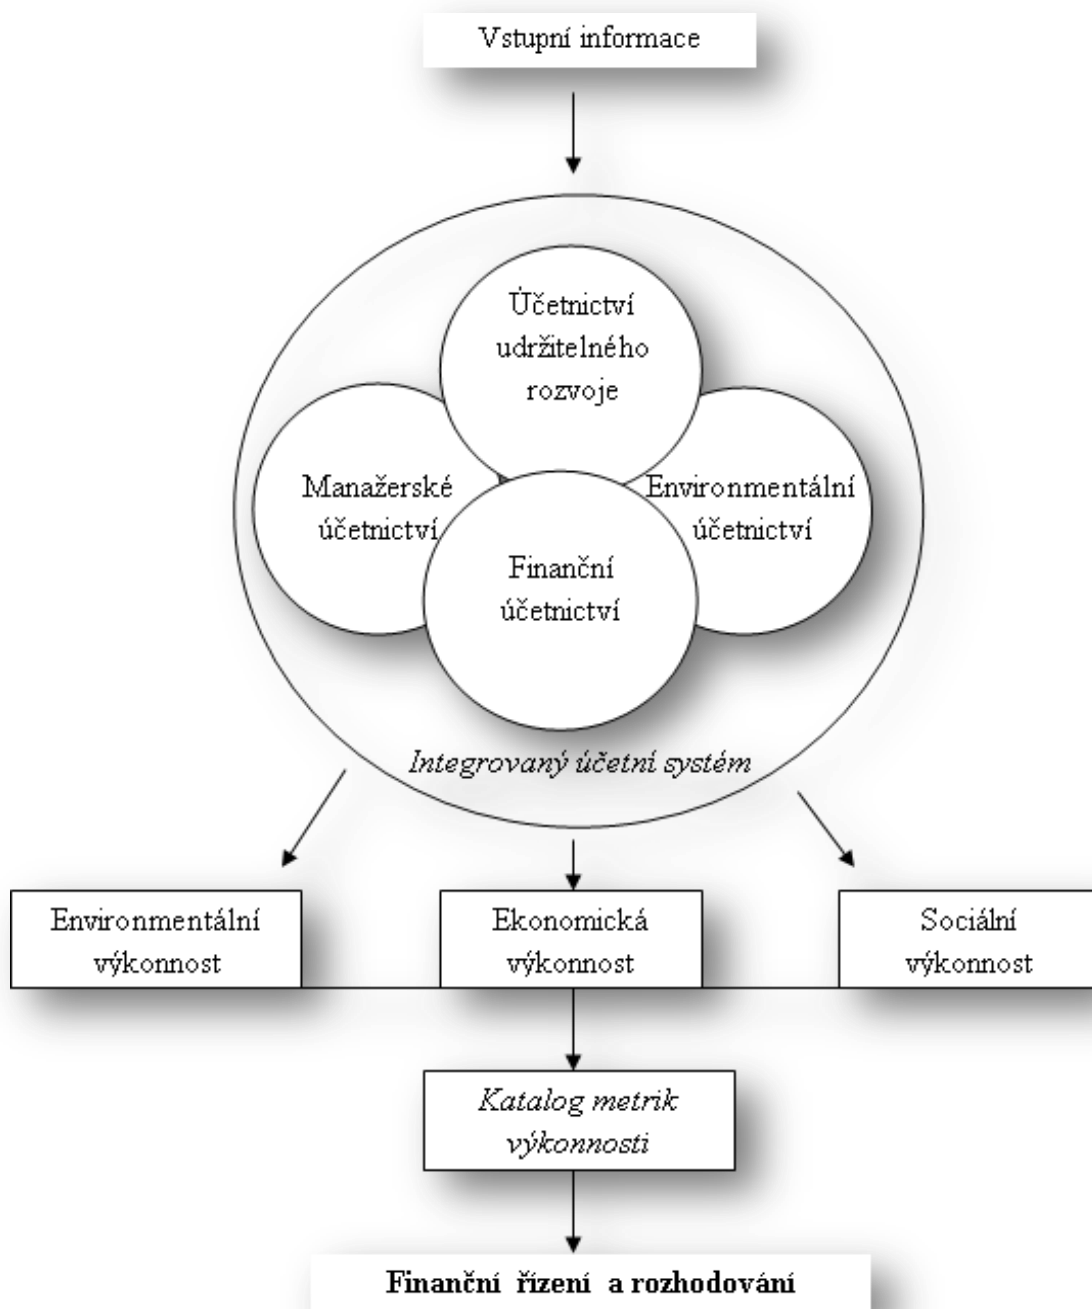 Vstupní informace
Účetnictví
udržitelného
rozvoje
Manažerské
účetnictví
Environmentální
účetnictví
Finanční
účetnictví
Integrovaný účetní systém
Environmentální
výkonnost
Ekonomická
výkonnost
Sociální
výkonnost
Katalog metrik
výkonnosti
Finanční řízení a rozhodování